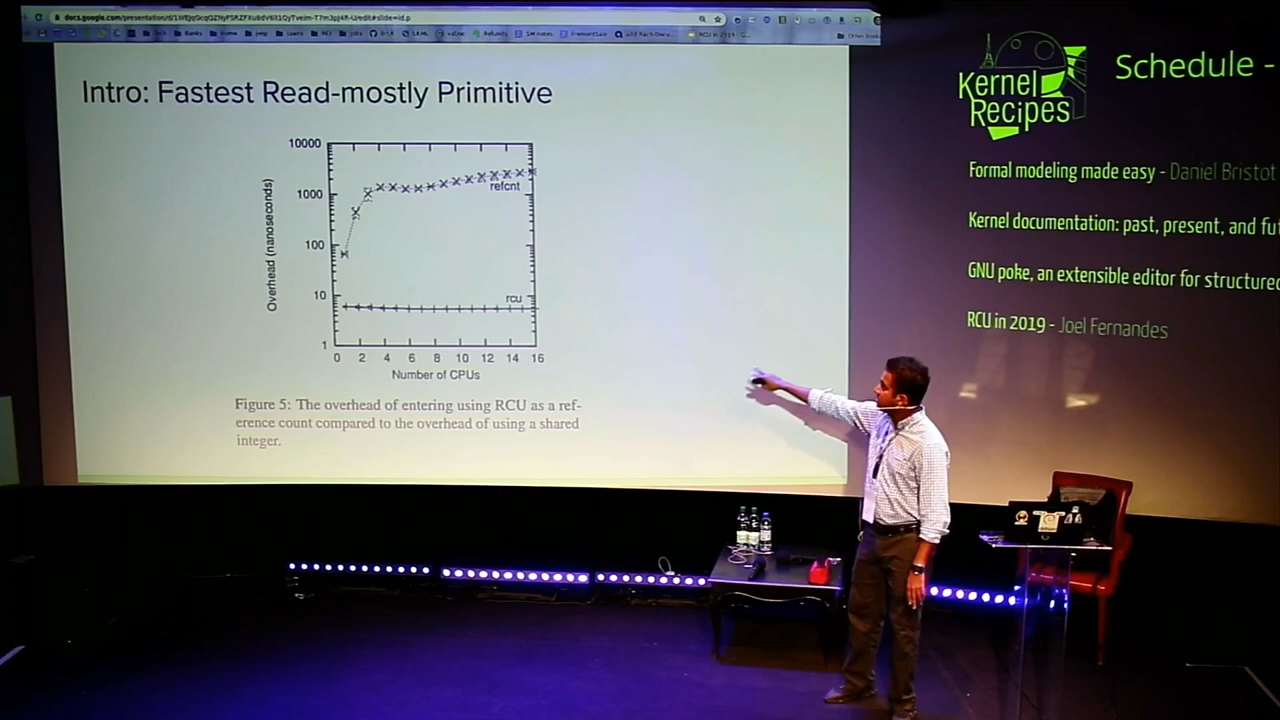 Intro: Fastest Read-mostly Primitive
10000
1000
100
10
1
Overhead (nanoseconds)
refcnt
rcu
0 2 4 6 8 10 12 14 16
Number of CPUs
Figure 5: The overhead of entering using RCU as a ref-
erence count compared to the overhead of using a shared
integer.
Kernel
Recipes
Schedule -
Formal modeling made easy - Daniel Bristot
Kernel documentation: past, present, and fu
GNU poke, an extensible editor for structured
RCU in 2019 - Joel Fernandes